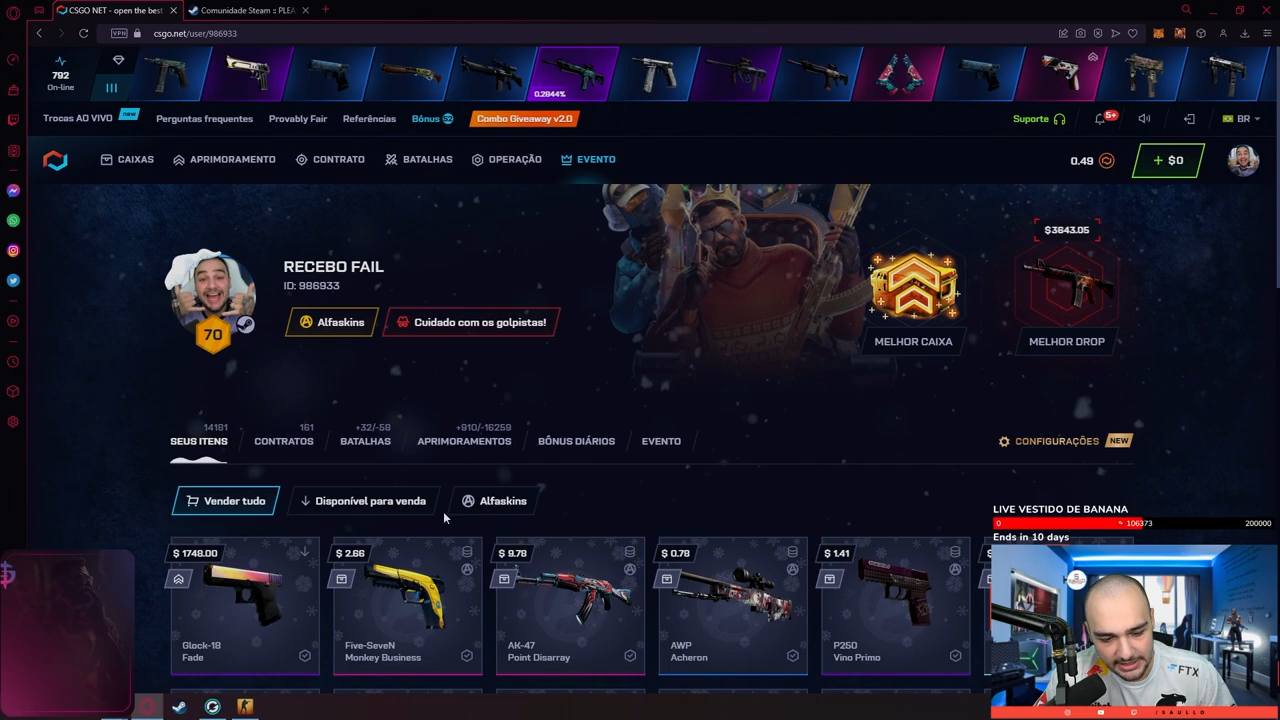 CSGO NET - open the best
Comunidade Steam :: PLEA
VPN
csgo.net/user/986933
792
On-line
0.2844%
Trocas AO VIVO
new
Perguntas frequentes
Provably Fair
Referências
Bônus
Combo Giveaway v2.0
Suporte
5+
BR
CAIXAS
APRIMORAMENTO
CONTRATO
BATALHAS
OPERAÇÃO
EVENTO
0.49
+ $0
RECEBO FAIL
ID: 986933
70
Alfaskins
Cuidado com os golpistas!
MELHOR CAIXA
$3643.05
MELHOR DROP
14181
SEUS ITENS
161
CONTRATOS
+32/-58
BATALHAS
+910/-16259
APRIMORAMENTOS
BÔNUS DIÁRIOS
EVENTO
CONFIGURAÇÕES
NEW
Vender tudo
Disponível para venda
Alfaskins
$ 1748.00
Glock-18
Fade
$ 2.66
Five-SeveN
Monkey Business
$ 9.78
AK-47
Point Disarray
$ 0.78
AWP
Acheron
$ 1.41
P250
Vino Primo
LIVE VESTIDO DE BANANA
0
106373
200000
Ends in 10 days
FTX
/SAULLO